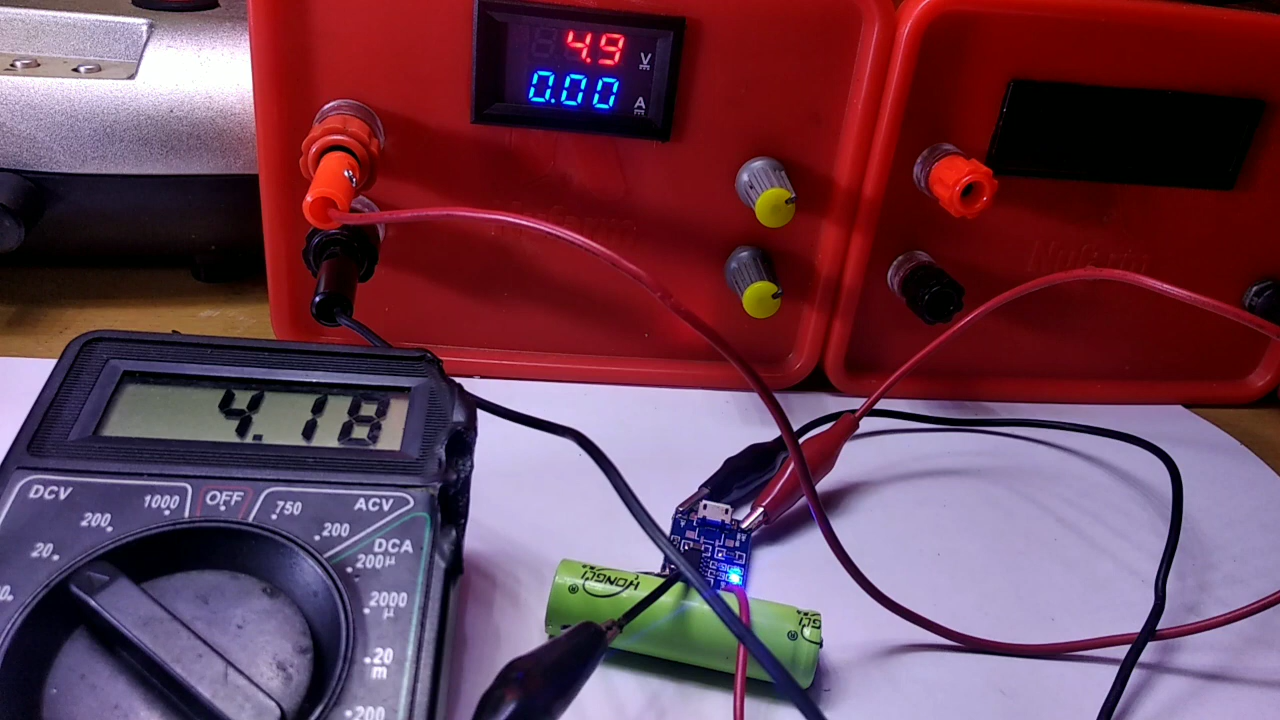 4.9 V
0.00 A
Nufarm
4.18
DCV
1000
OFF
750
ACV
200
200
20
DCA
200µ
2000
µ
20
m
200
HONGLI
®
®